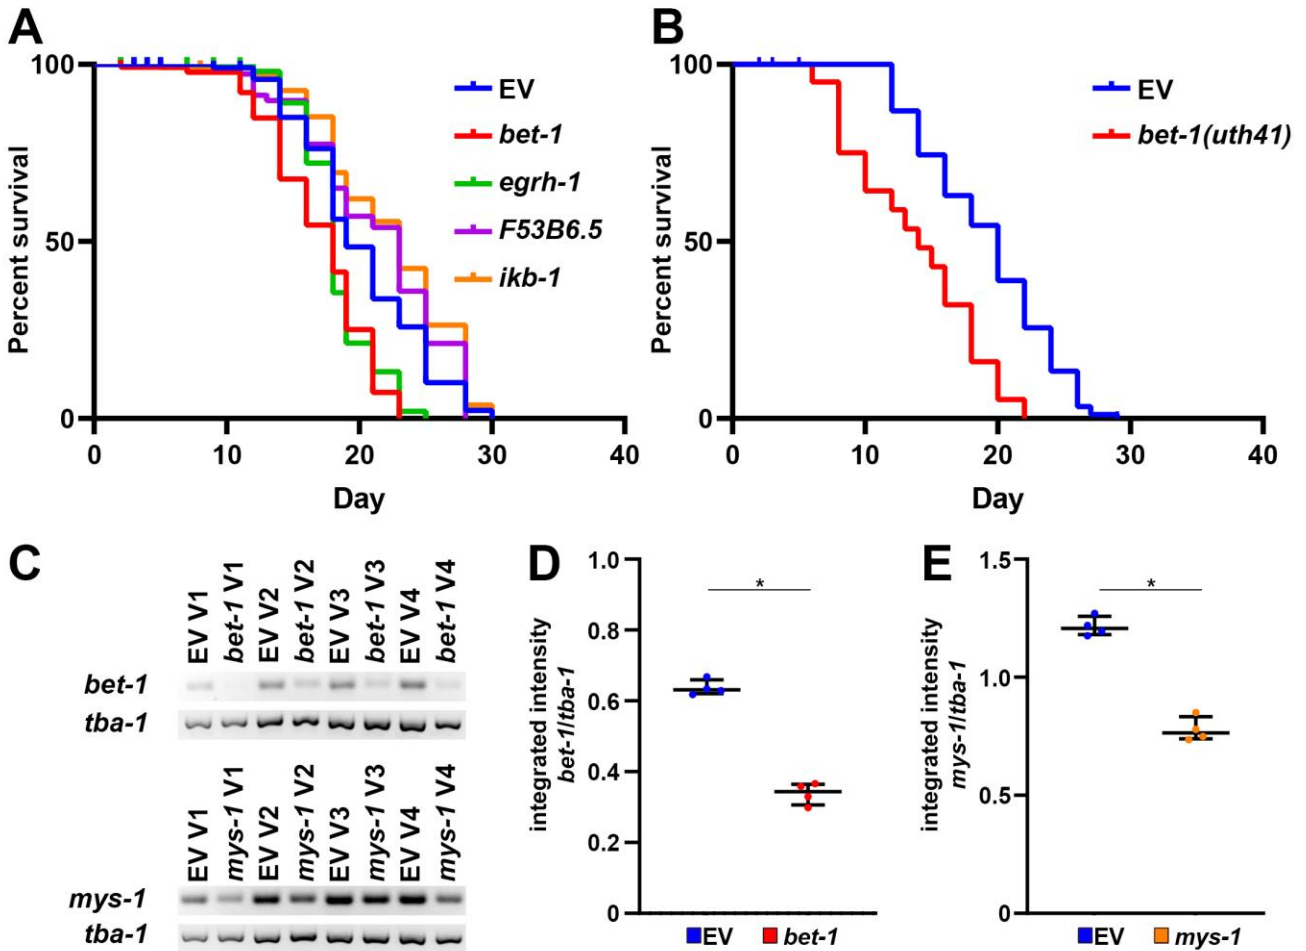 A
100
50
0
Percent survival
0
10
20
30
40
Day
EV
bet-1
egrh-1
F53B6.5
ikb-1
B
100
50
0
Percent survival
0
10
20
30
40
Day
EV
bet-1(uth41)
C
EV V1
bet-1 V1
EV V2
bet-1 V2
EV V3
bet-1 V3
EV V4
bet-1 V4
bet-1
tba-1
EV V1
mys-1 V1
EV V2
mys-1 V2
EV V3
mys-1 V3
EV V4
mys-1 V4
mys-1
tba-1
D
integrated intensity
bet-1/tba-1
1.0
0.8
0.6
0.4
0.2
0
*
EV bet-1
E
integrated intensity
mys-1/tba-1
1.5
1.0
0.5
0
*
EV mys-1